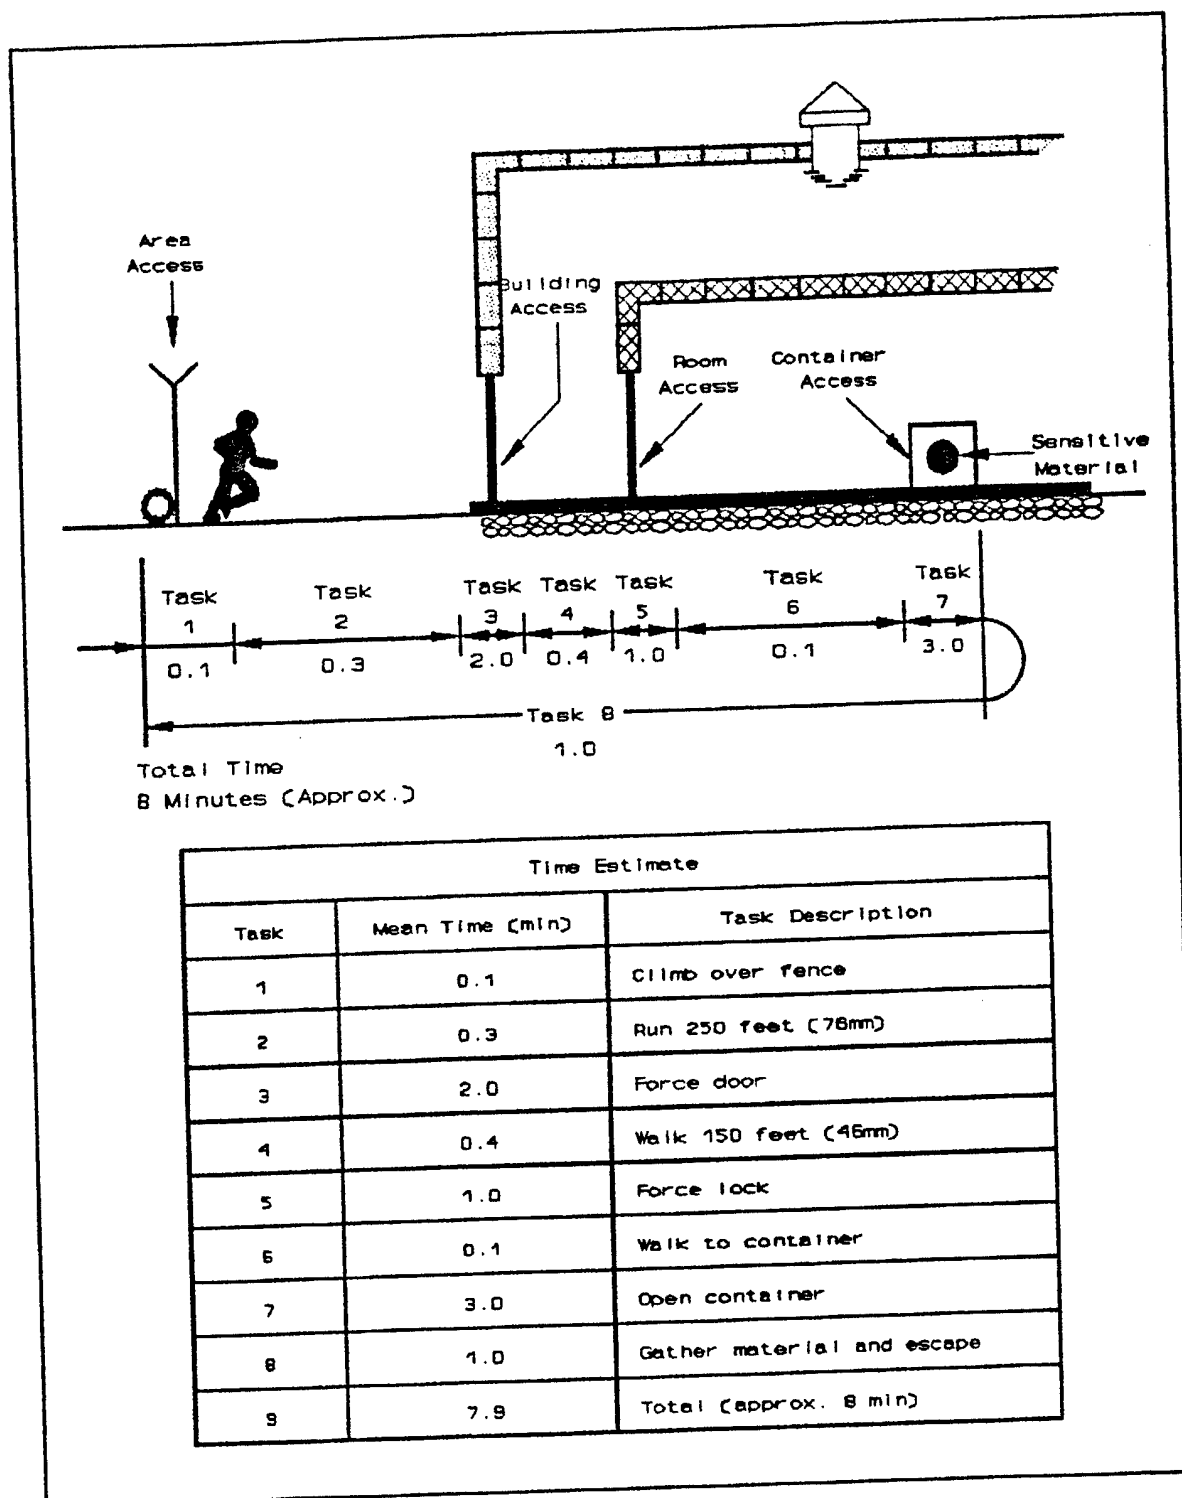 Area
Access
Building
Access
Room
Access
Container
Access
Sensitive
Material
Task
1
0.1
Task
2
0.3
Task
3
2.0
Task
4
0.4
Task
5
1.0
Task
6
0.1
Task
7
3.0
Task 8
1.0
Total Time
8 Minutes (Approx.)
Time Estimate
Task Mean Time (min) Task Description
1 0.1 Climb over fence
2 0.3 Run 250 feet (76mm)
3 2.0 Force door
4 0.4 Walk 150 feet (46mm)
5 1.0 Force lock
6 0.1 Walk to container
7 3.0 Open container
8 1.0 Gather material and escape
9 7.9 Total (approx. 8 min)